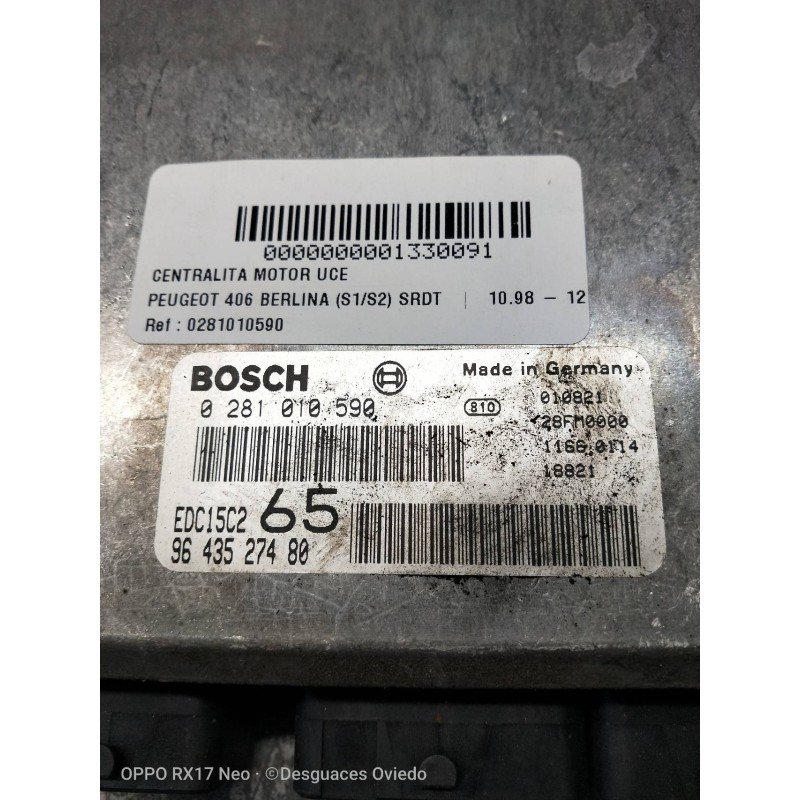 0000000001330091
CENTRALITA MOTOR UCE
PEUGEOT 406 BERLINA (S1/S2) SRDT | 10.98 – 12
Ref : 0281010590
BOSCH
Made in Germany
0 281 010 590
810
010821
28FM0000
1166 0114
18821
EDC15C2 65
96 435 274 80
OPPO RX17 Neo · ©Desguaces Oviedo